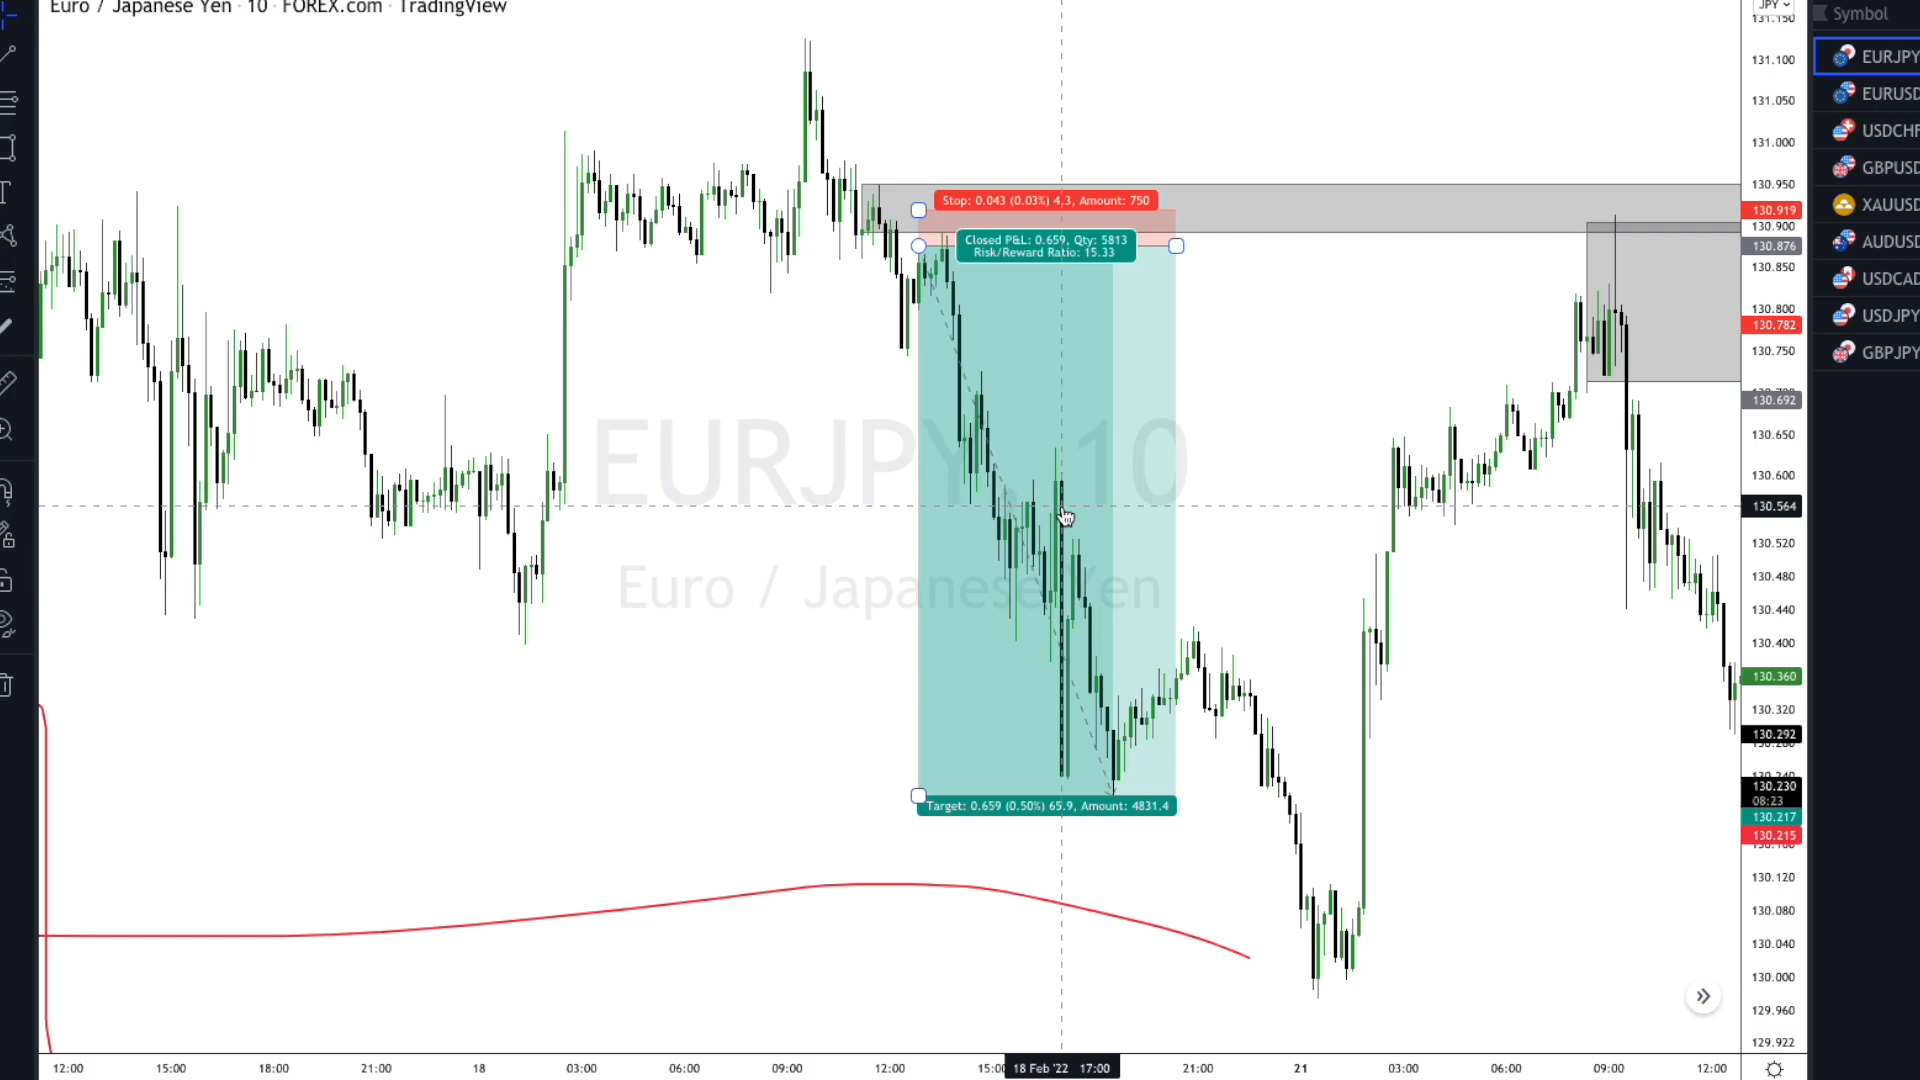 Euro / Japanese Yen · 10 · FOREX.com · TradingView
JPY
Symbol
EURJPY
EURUSD
USDCHF
GBPUSD
XAUUSD
AUDUSD
USDCAD
USDJPY
GBPJPY
Stop: 0.043 (0.03%) 4.3, Amount: 750
Closed P&L: 0.659, Qty: 5813
Risk/Reward Ratio: 15.33
EURJPY, 10
Euro / Japanese Yen
Target: 0.659 (0.50%) 65.9, Amount: 4831.4
131.150
131.100
131.050
131.000
130.950
130.919
130.900
130.876
130.850
130.800
130.782
130.750
130.692
130.650
130.600
130.564
130.520
130.480
130.440
130.400
130.360
130.320
130.292
130.240
130.230
08:23
130.217
130.215
130.120
130.080
130.040
130.000
129.960
129.922
12:00 15:00 18:00 21:00 18 03:00 06:00 09:00 12:00 15:00 18 Feb '22 17:00 21:00 21 03:00 06:00 09:00 12:00